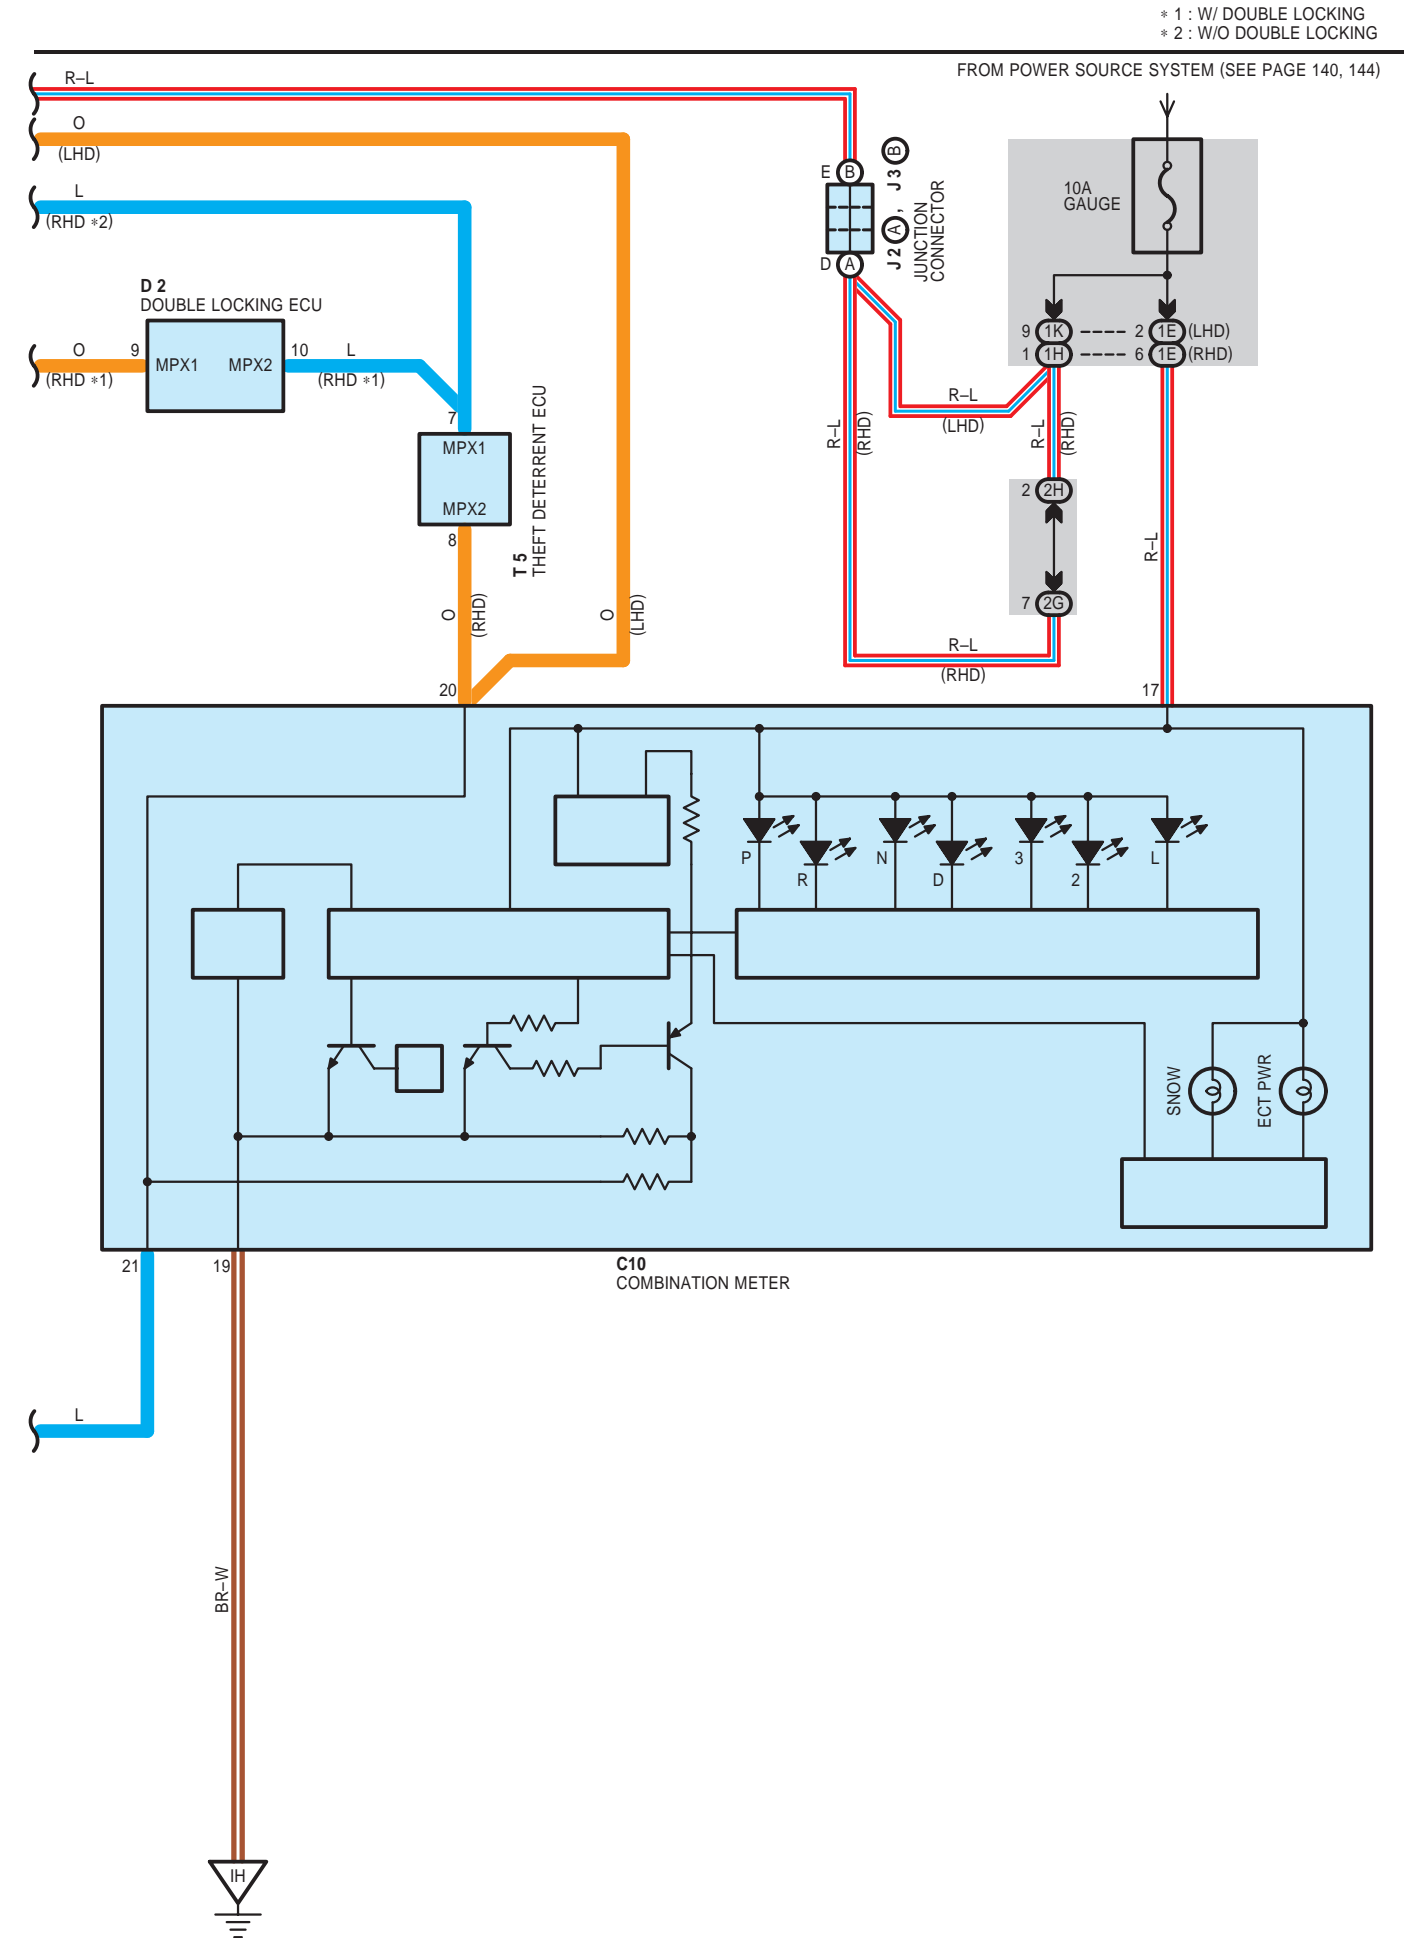 ∗ 1 : W/ DOUBLE LOCKING
∗ 2 : W/O DOUBLE LOCKING
FROM POWER SOURCE SYSTEM (SEE PAGE 140, 144)
R–L
O
(LHD)
L
(RHD ∗2)
E
B
D
A
J 2 A , J 3 B
JUNCTION
CONNECTOR
10A
GAUGE
9 1K
2 1E (LHD)
1 1H
6 1E (RHD)
D 2
DOUBLE LOCKING ECU
O
(RHD ∗1)
9
MPX1
MPX2
10
L
(RHD ∗1)
7
MPX1
MPX2
8
T 5
THEFT DETERRENT ECU
R–L
(RHD)
R–L
(LHD)
R–L
(RHD)
2 2H
7 2G
R–L
O
(RHD)
O
(LHD)
R–L
(RHD)
20
17
P
R
N
D
3
2
L
SNOW
ECT PWR
21
19
C10
COMBINATION METER
L
BR–W
IH